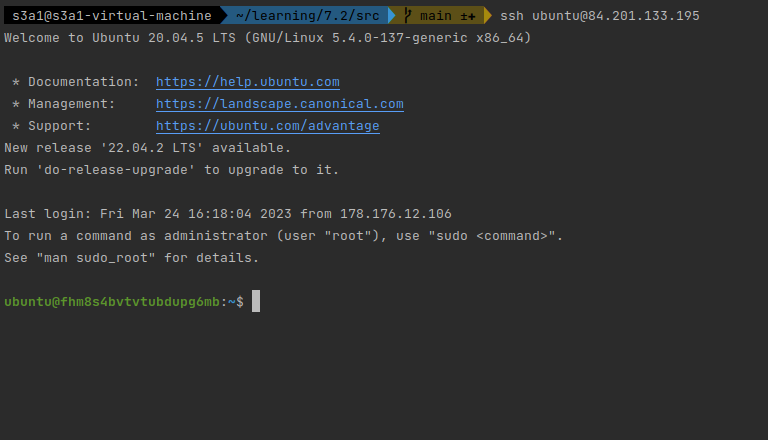 s3a1@s3a1-virtual-machine ~/learning/7.2/src main ±✚ ssh ubuntu@84.201.133.195
Welcome to Ubuntu 20.04.5 LTS (GNU/Linux 5.4.0-137-generic x86_64)
* Documentation: https://help.ubuntu.com
* Management: https://landscape.canonical.com
* Support: https://ubuntu.com/advantage
New release '22.04.2 LTS' available.
Run 'do-release-upgrade' to upgrade to it.
Last login: Fri Mar 24 16:18:04 2023 from 178.176.12.106
To run a command as administrator (user "root"), use "sudo <command>".
See "man sudo_root" for details.
ubuntu@fhm8s4bvtvtubdupg6mb:~$